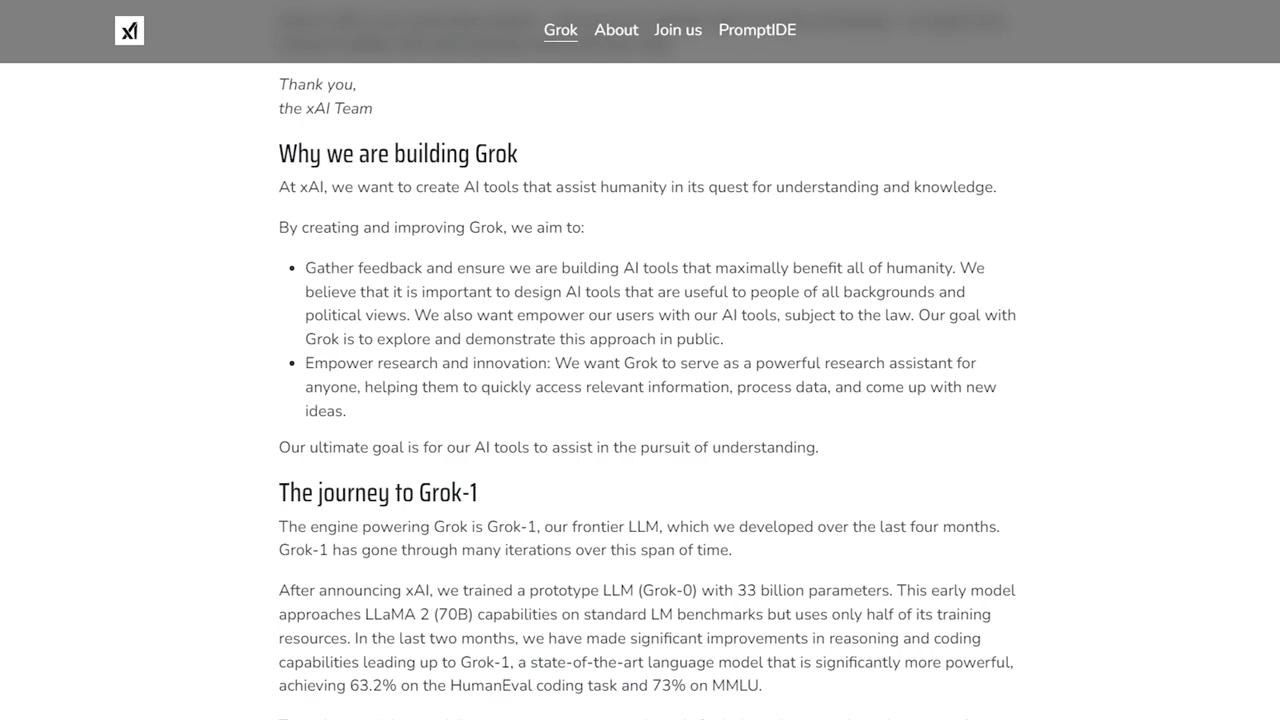 xI
Grok About Join us PromptIDE
Thank you,
the xAI Team
Why we are building Grok
At xAI, we want to create AI tools that assist humanity in its quest for understanding and knowledge.
By creating and improving Grok, we aim to:
• Gather feedback and ensure we are building AI tools that maximally benefit all of humanity. We
believe that it is important to design AI tools that are useful to people of all backgrounds and
political views. We also want empower our users with our AI tools, subject to the law. Our goal with
Grok is to explore and demonstrate this approach in public.
• Empower research and innovation: We want Grok to serve as a powerful research assistant for
anyone, helping them to quickly access relevant information, process data, and come up with new
ideas.
Our ultimate goal is for our AI tools to assist in the pursuit of understanding.
The journey to Grok-1
The engine powering Grok is Grok-1, our frontier LLM, which we developed over the last four months.
Grok-1 has gone through many iterations over this span of time.
After announcing xAI, we trained a prototype LLM (Grok-0) with 33 billion parameters. This early model
approaches LLaMA 2 (70B) capabilities on standard LM benchmarks but uses only half of its training
resources. In the last two months, we have made significant improvements in reasoning and coding
capabilities leading up to Grok-1, a state-of-the-art language model that is significantly more powerful,
achieving 63.2% on the HumanEval coding task and 73% on MMLU.